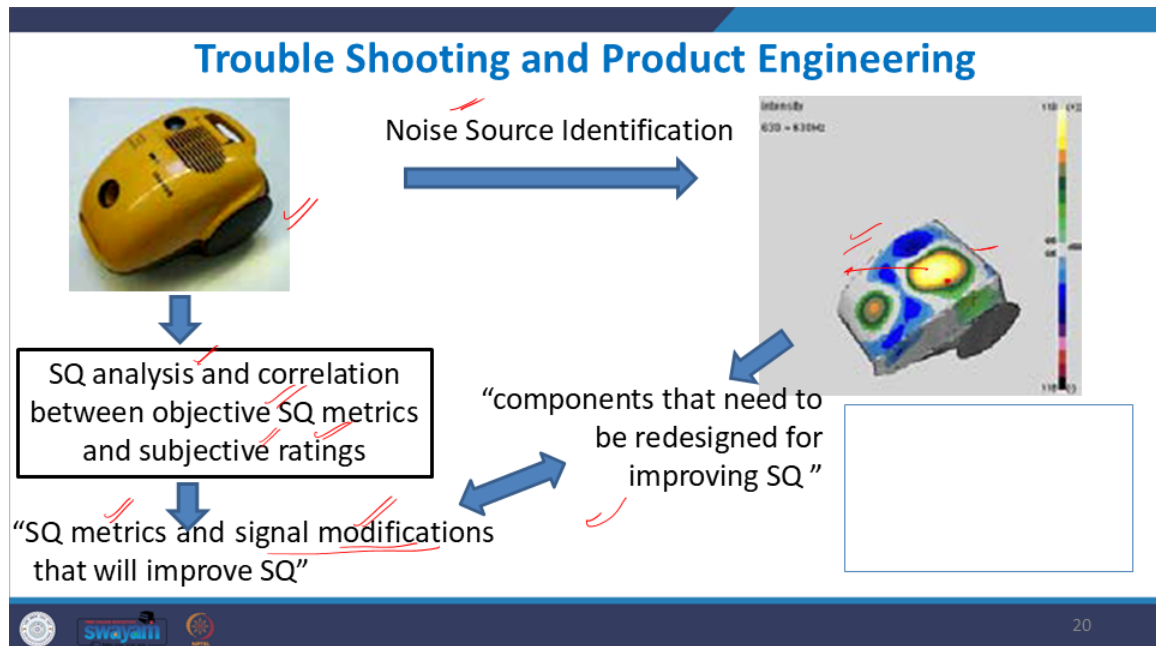 Trouble Shooting and Product Engineering
Noise Source Identification
Intensity
630 - 630Hz
SQ analysis and correlation
between objective SQ metrics
and subjective ratings
“components that need to
be redesigned for
improving SQ ”
“SQ metrics and signal modifications
that will improve SQ”
swayam
20